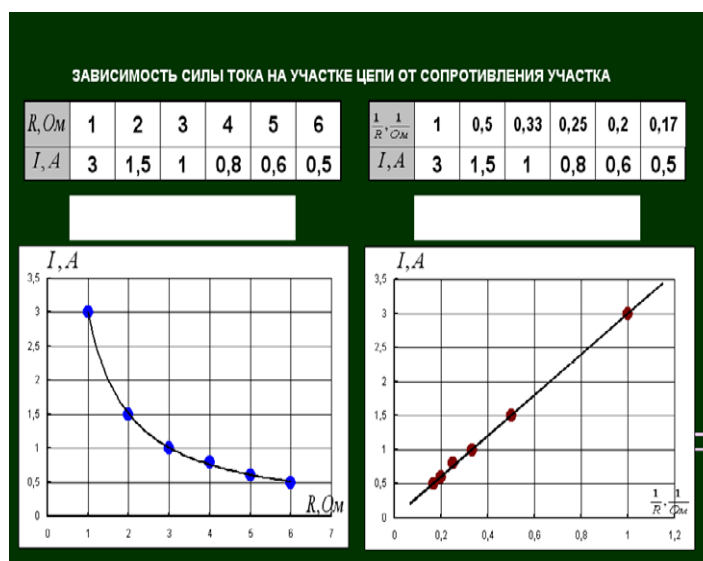 ЗАВИСИМОСТЬ СИЛЫ ТОКА НА УЧАСТКЕ ЦЕПИ ОТ СОПРОТИВЛЕНИЯ УЧАСТКА
R, Ом 1 2 3 4 5 6
I, А 3 1,5 1 0,8 0,6 0,5
1/R, 1/Ом 1 0,5 0,33 0,25 0,2 0,17
I, А 3 1,5 1 0,8 0,6 0,5
I, А
3,5
3
2,5
2
1,5
1
0,5
0
R, Ом
0 1 2 3 4 5 6 7
I, А
3,5
3
2,5
2
1,5
1
0,5
0
1/R, 1/Ом
0 0,2 0,4 0,6 0,8 1 1,2